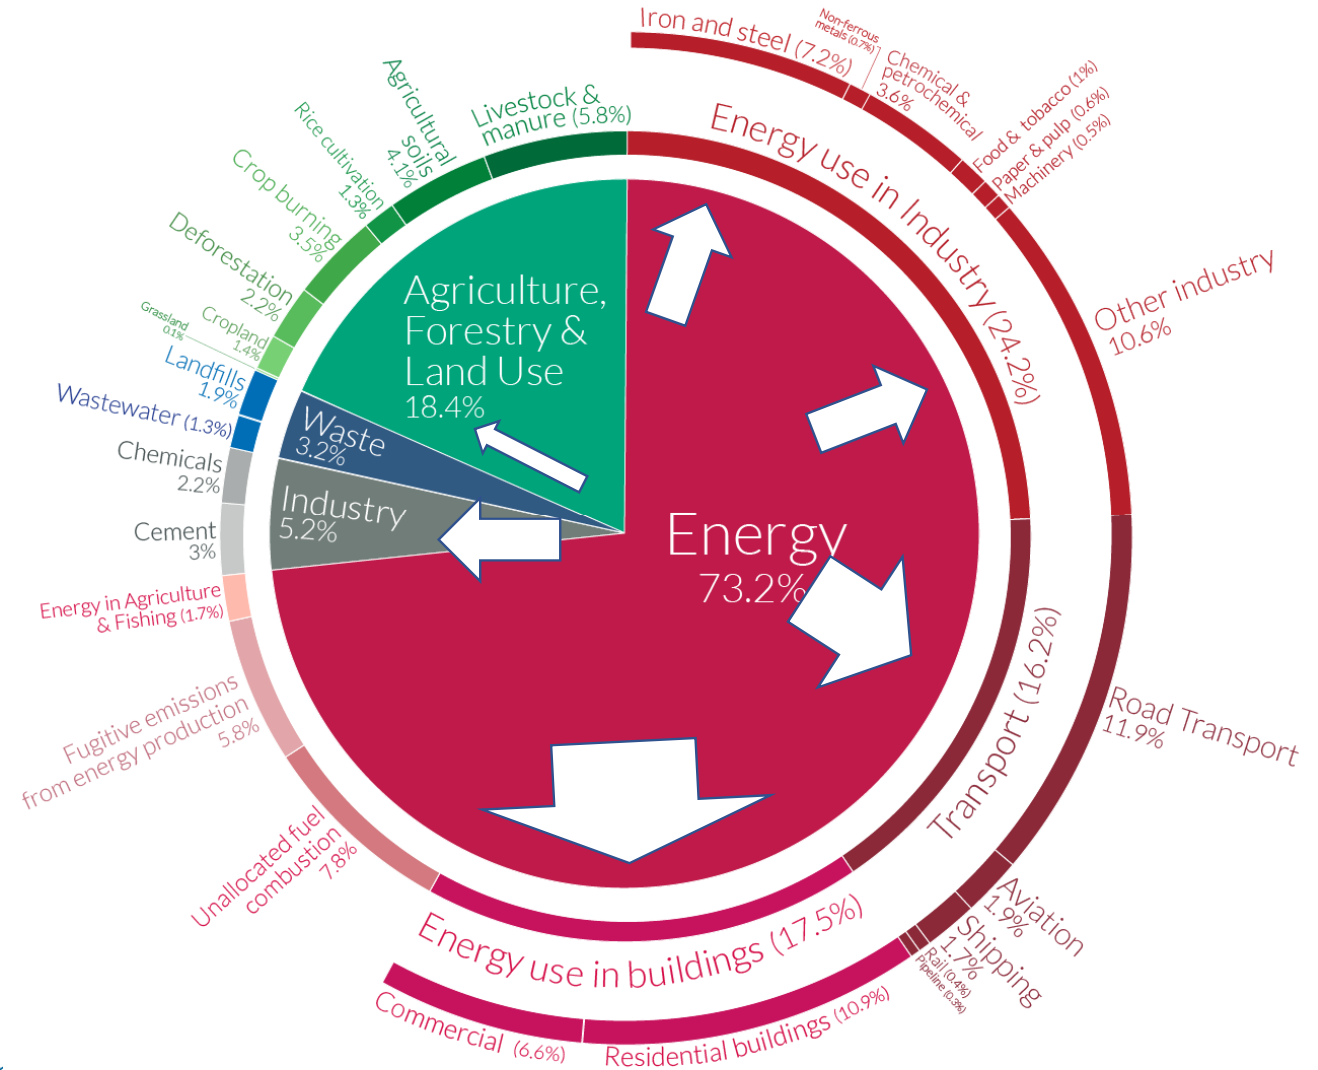 Iron and steel (7.2%)
Non-ferrous
metals (0.7%)
Chemical &
petrochemical
3.6%
Food & tobacco (1%)
Paper & pulp (0.6%)
Machinery (0.5%)
Other industry
10.6%
Energy use in Industry (24.2%)
Livestock &
manure (5.8%)
Agricultural
soils
4.1%
Rice cultivation
1.3%
Crop burning
3.5%
Deforestation
2.2%
Cropland
1.4%
Grassland
0.1%
Landfills
1.9%
Wastewater (1.3%)
Chemicals
2.2%
Cement
3%
Energy in Agriculture
& Fishing (1.7%)
Fugitive emissions
from energy production
5.8%
Unallocated fuel
combustion
7.8%
Agriculture,
Forestry &
Land Use
18.4%
Waste
3.2%
Industry
5.2%
Energy
73.2%
Transport (16.2%)
Road Transport
11.9%
Aviation
1.9%
Shipping
1.7%
Rail (0.4%)
Pipeline (0.3%)
Energy use in buildings (17.5%)
Commercial (6.6%)
Residential buildings (10.9%)